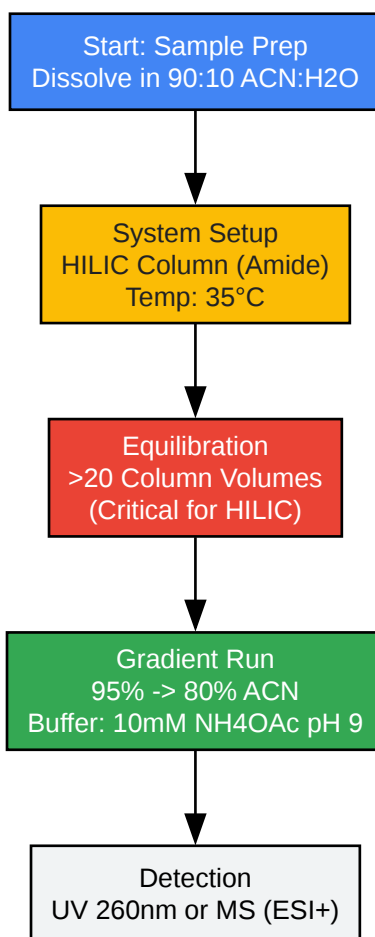 Start: Sample Prep
Dissolve in 90:10 ACN:H2O
System Setup
HILIC Column (Amide)
Temp: 35°C
Equilibration
>20 Column Volumes
(Critical for HILIC)
Gradient Run
95% -> 80% ACN
Buffer: 10mM NH4OAc pH 9
Detection
UV 260nm or MS (ESI+)